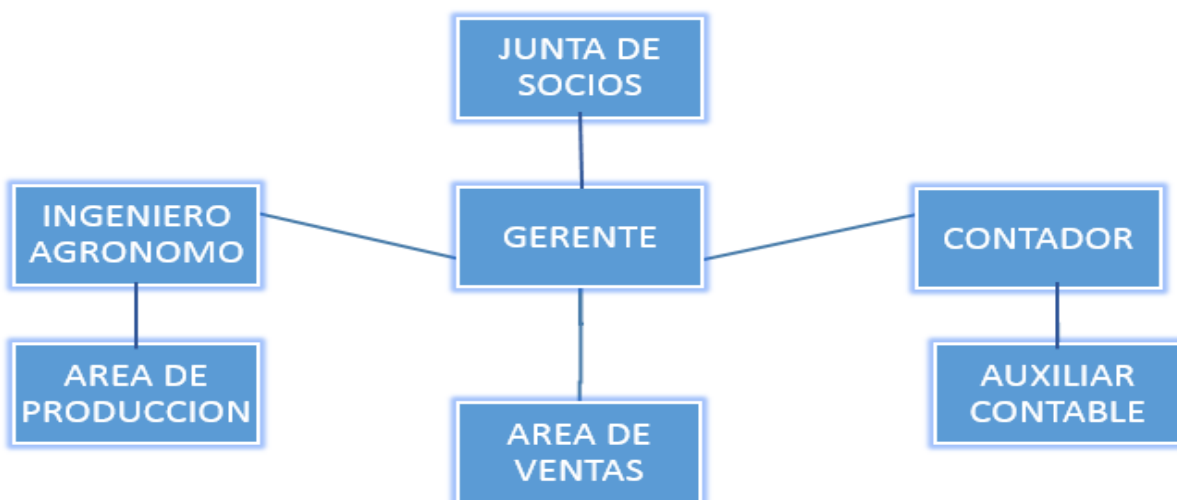 JUNTA DE
SOCIOS
INGENIERO
AGRONOMO
GERENTE
CONTADOR
AREA DE
PRODUCCION
AREA DE
VENTAS
AUXILIAR
CONTABLE